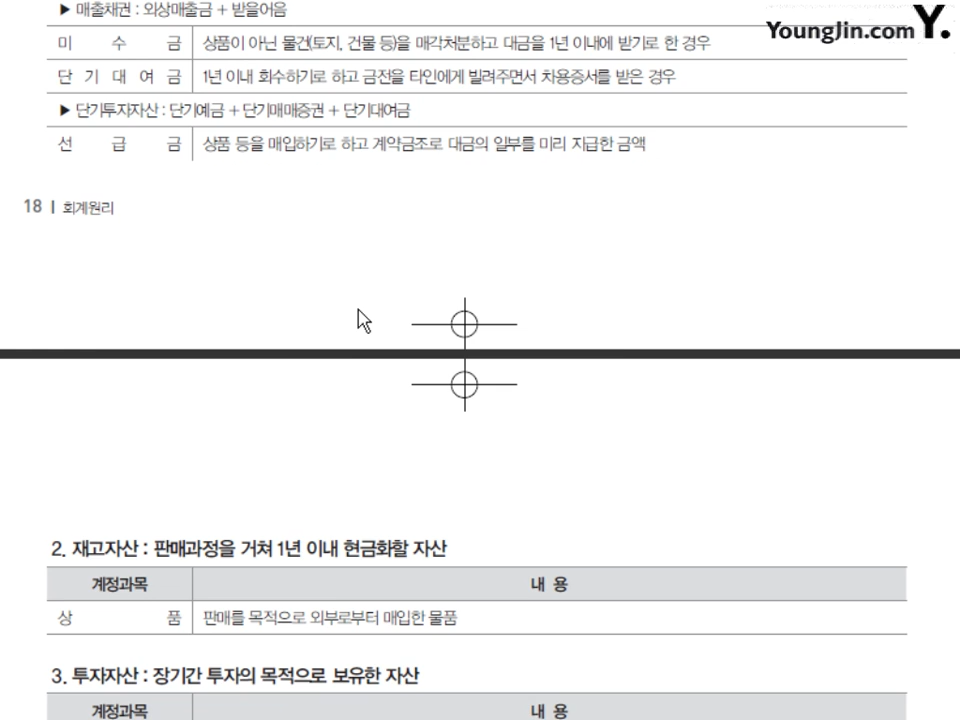 ▶ 매출채권 : 외상매출금 + 받을어음
YoungJin.com Y.
미 수 금 상품이 아닌 물건(토지, 건물 등)을 매각처분하고 대금을 1년 이내에 받기로 한 경우
단 기 대 여 금 1년 이내 회수하기로 하고 금전을 타인에게 빌려주면서 차용증서를 받은 경우
▶ 단기투자자산 : 단기예금 + 단기매매증권 + 단기대여금
선 급 금 상품 등을 매입하기로 하고 계약금조로 대금의 일부를 미리 지급한 금액
18 | 회계원리
2. 재고자산 : 판매과정을 거쳐 1년 이내 현금화할 자산
계정과목 내 용
상 품 판매를 목적으로 외부로부터 매입한 물품
3. 투자자산 : 장기간 투자의 목적으로 보유한 자산
계정과목 내 용